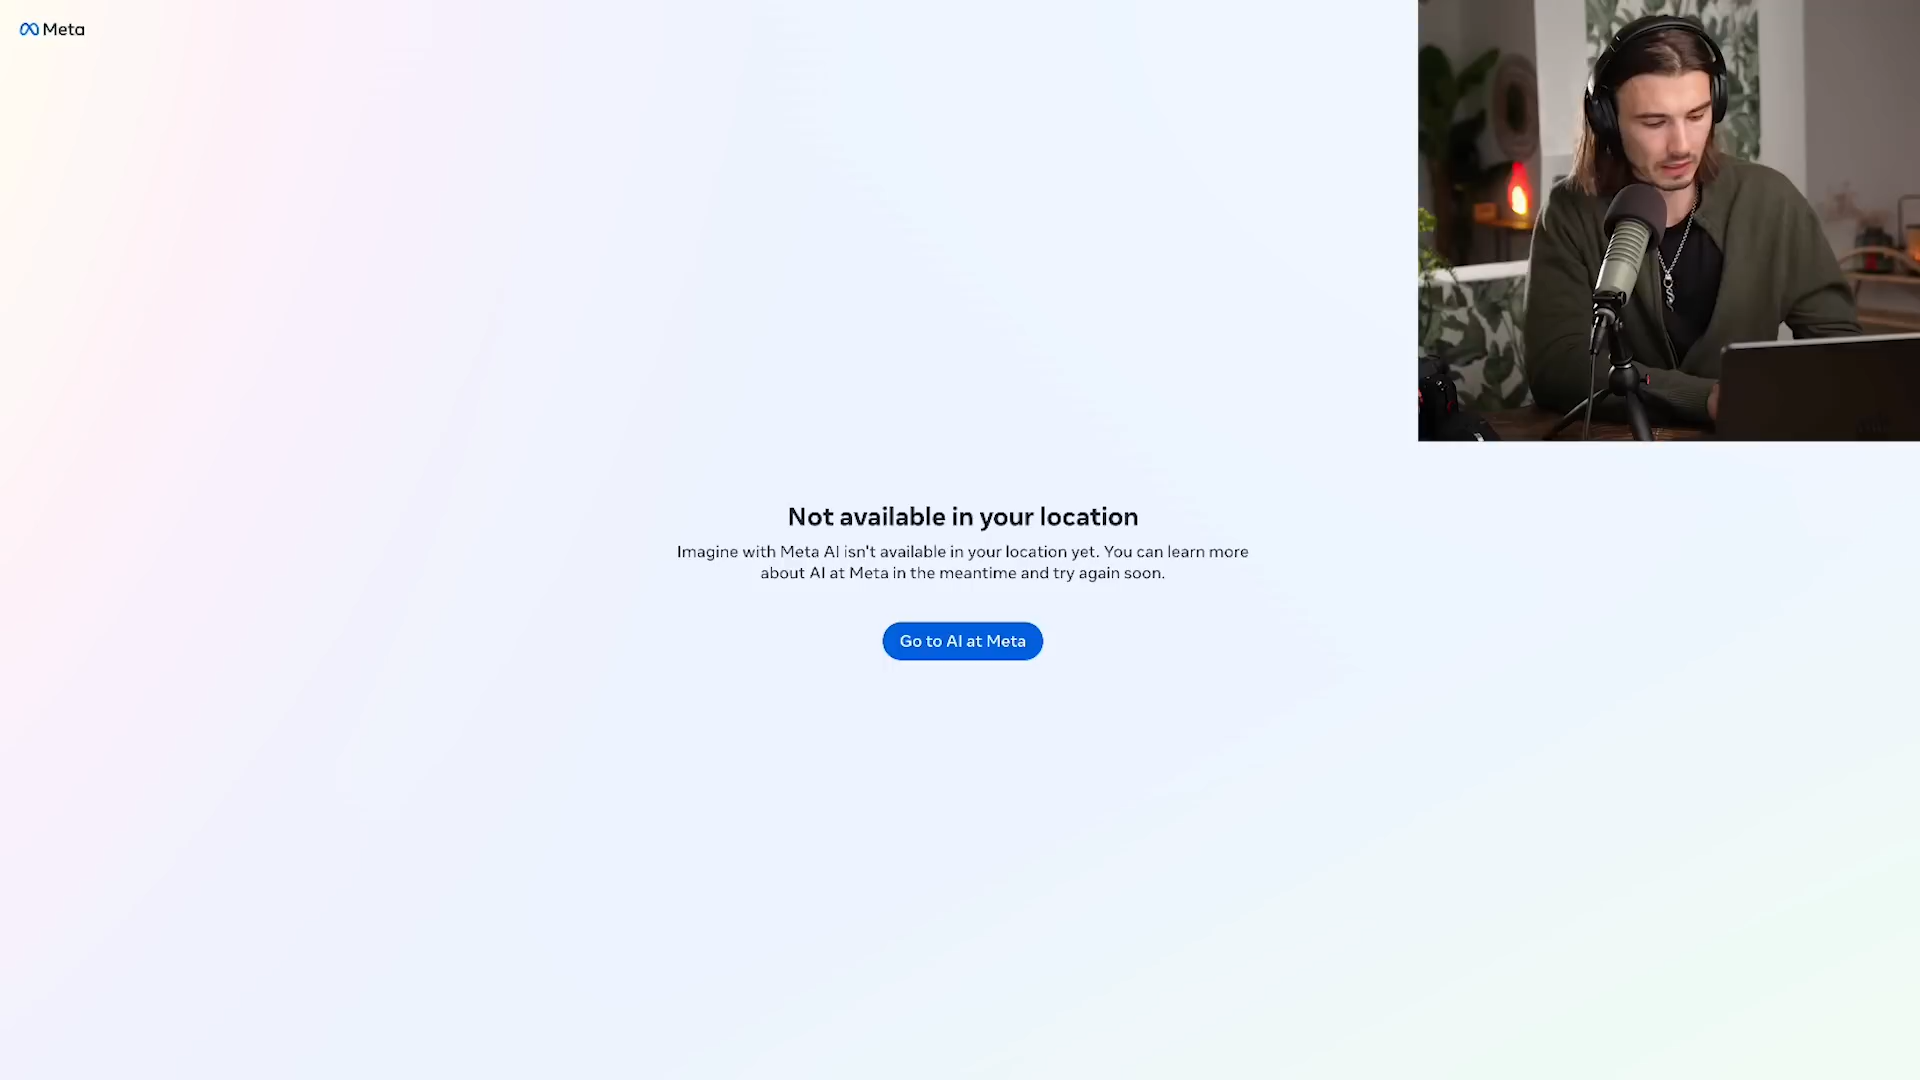 Meta
Not available in your location
Imagine with Meta AI isn't available in your location yet. You can learn more
about AI at Meta in the meantime and try again soon.
Go to AI at Meta